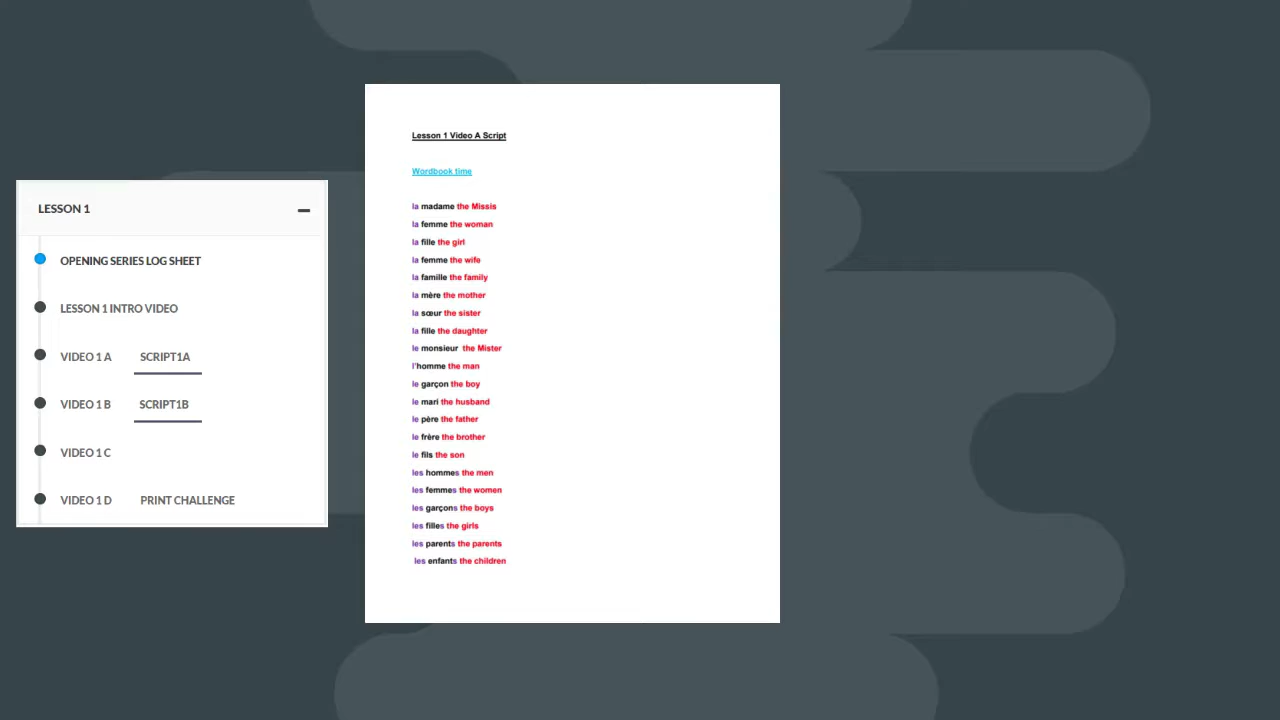 LESSON 1
OPENING SERIES LOG SHEET
LESSON 1 INTRO VIDEO
VIDEO 1 A SCRIPT1A
VIDEO 1 B SCRIPT1B
VIDEO 1 C
VIDEO 1 D PRINT CHALLENGE
Lesson 1 Video A Script
Wordbook time
la madame the Missis
la femme the woman
la fille the girl
la femme the wife
la famille the family
la mère the mother
la sœur the sister
la fille the daughter
le monsieur the Mister
l'homme the man
le garçon the boy
le mari the husband
le père the father
le frère the brother
le fils the son
les hommes the men
les femmes the women
les garçons the boys
les filles the girls
les parents the parents
les enfants the children